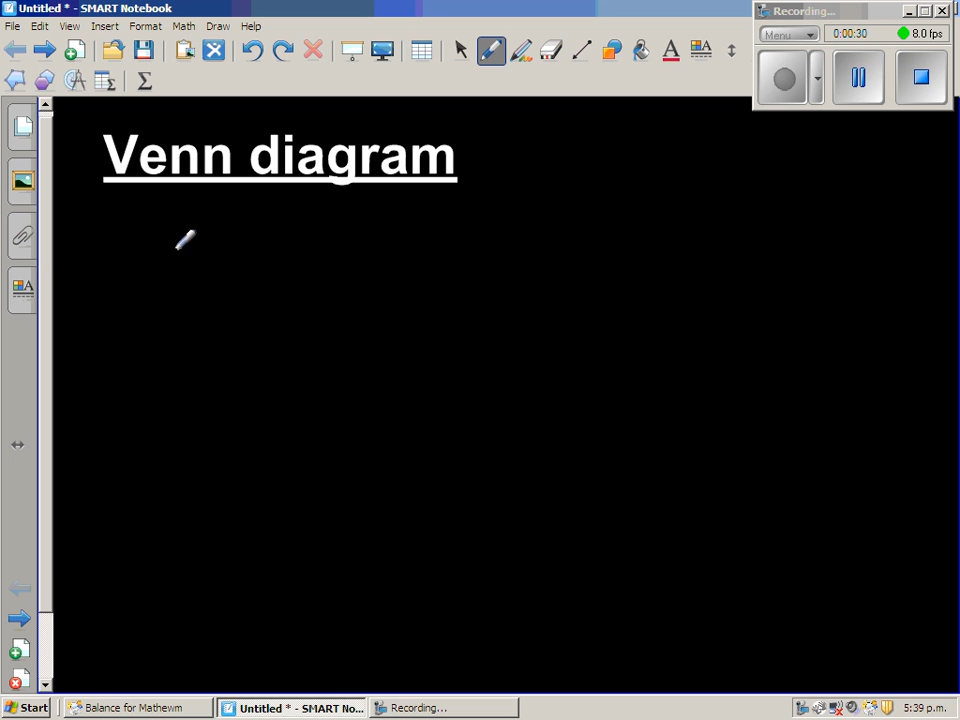 Untitled * - SMART Notebook
File Edit View Insert Format Math Draw Help
Recording...
Menu 0:00:30 8.0 fps
Venn diagram
Start Balance for Mathewm Untitled * - SMART No... Recording... 5:39 p.m.